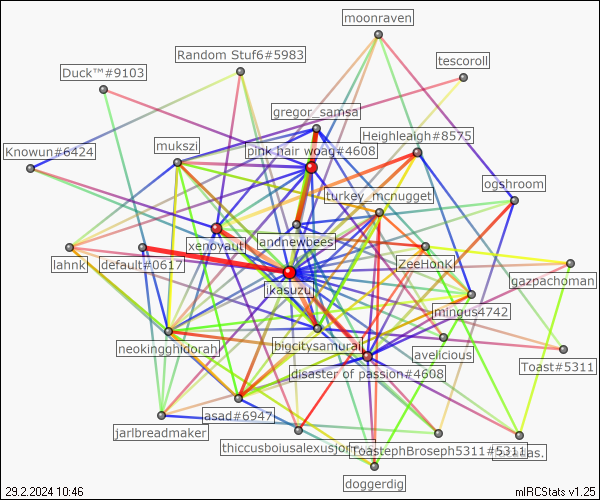 moonraven
Random Stuf6#5983
tescoroll
Duck™#9103
gregor_samsa
Heighleaigh#8575
mukszi
pink hair woag#4608
Knowun#6424
ogshroom
turkey_mcnugget
xenoyaut
andnewbees
lahnk
default#0617
ZeeHonK
gazpachoman
ikasuzu
mingus4742
neokingghidorah
bigcitysamurai
avelicious
disaster of passion#4608
Toast#5311
asad#6947
jarlbreadmaker
thiccusboiusalexusjor
ToastephBroseph5311#5311
doggerdig
29.2.2024 10:46
mIRCStats v1.25